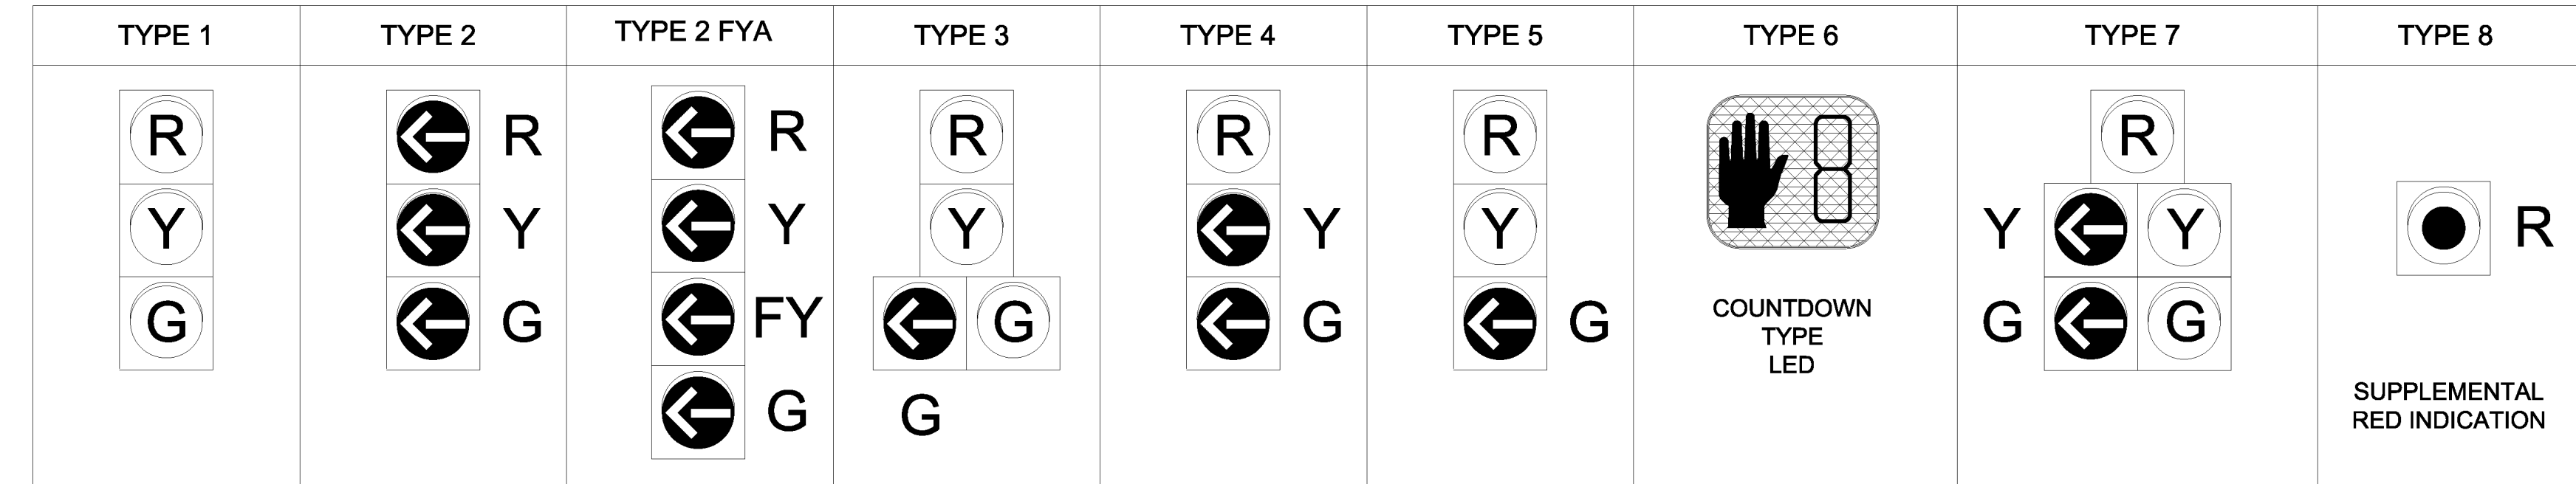 TYPE 1
TYPE 2
TYPE 2 FYA
TYPE 3
TYPE 4
TYPE 5
TYPE 6
TYPE 7
TYPE 8
R
Y
G
R
Y
G
R
Y
FY
G
R
Y
G
G
R
Y
G
R
Y
G
8
COUNTDOWN
TYPE
LED
R
Y Y
G G
R
SUPPLEMENTAL
RED INDICATION